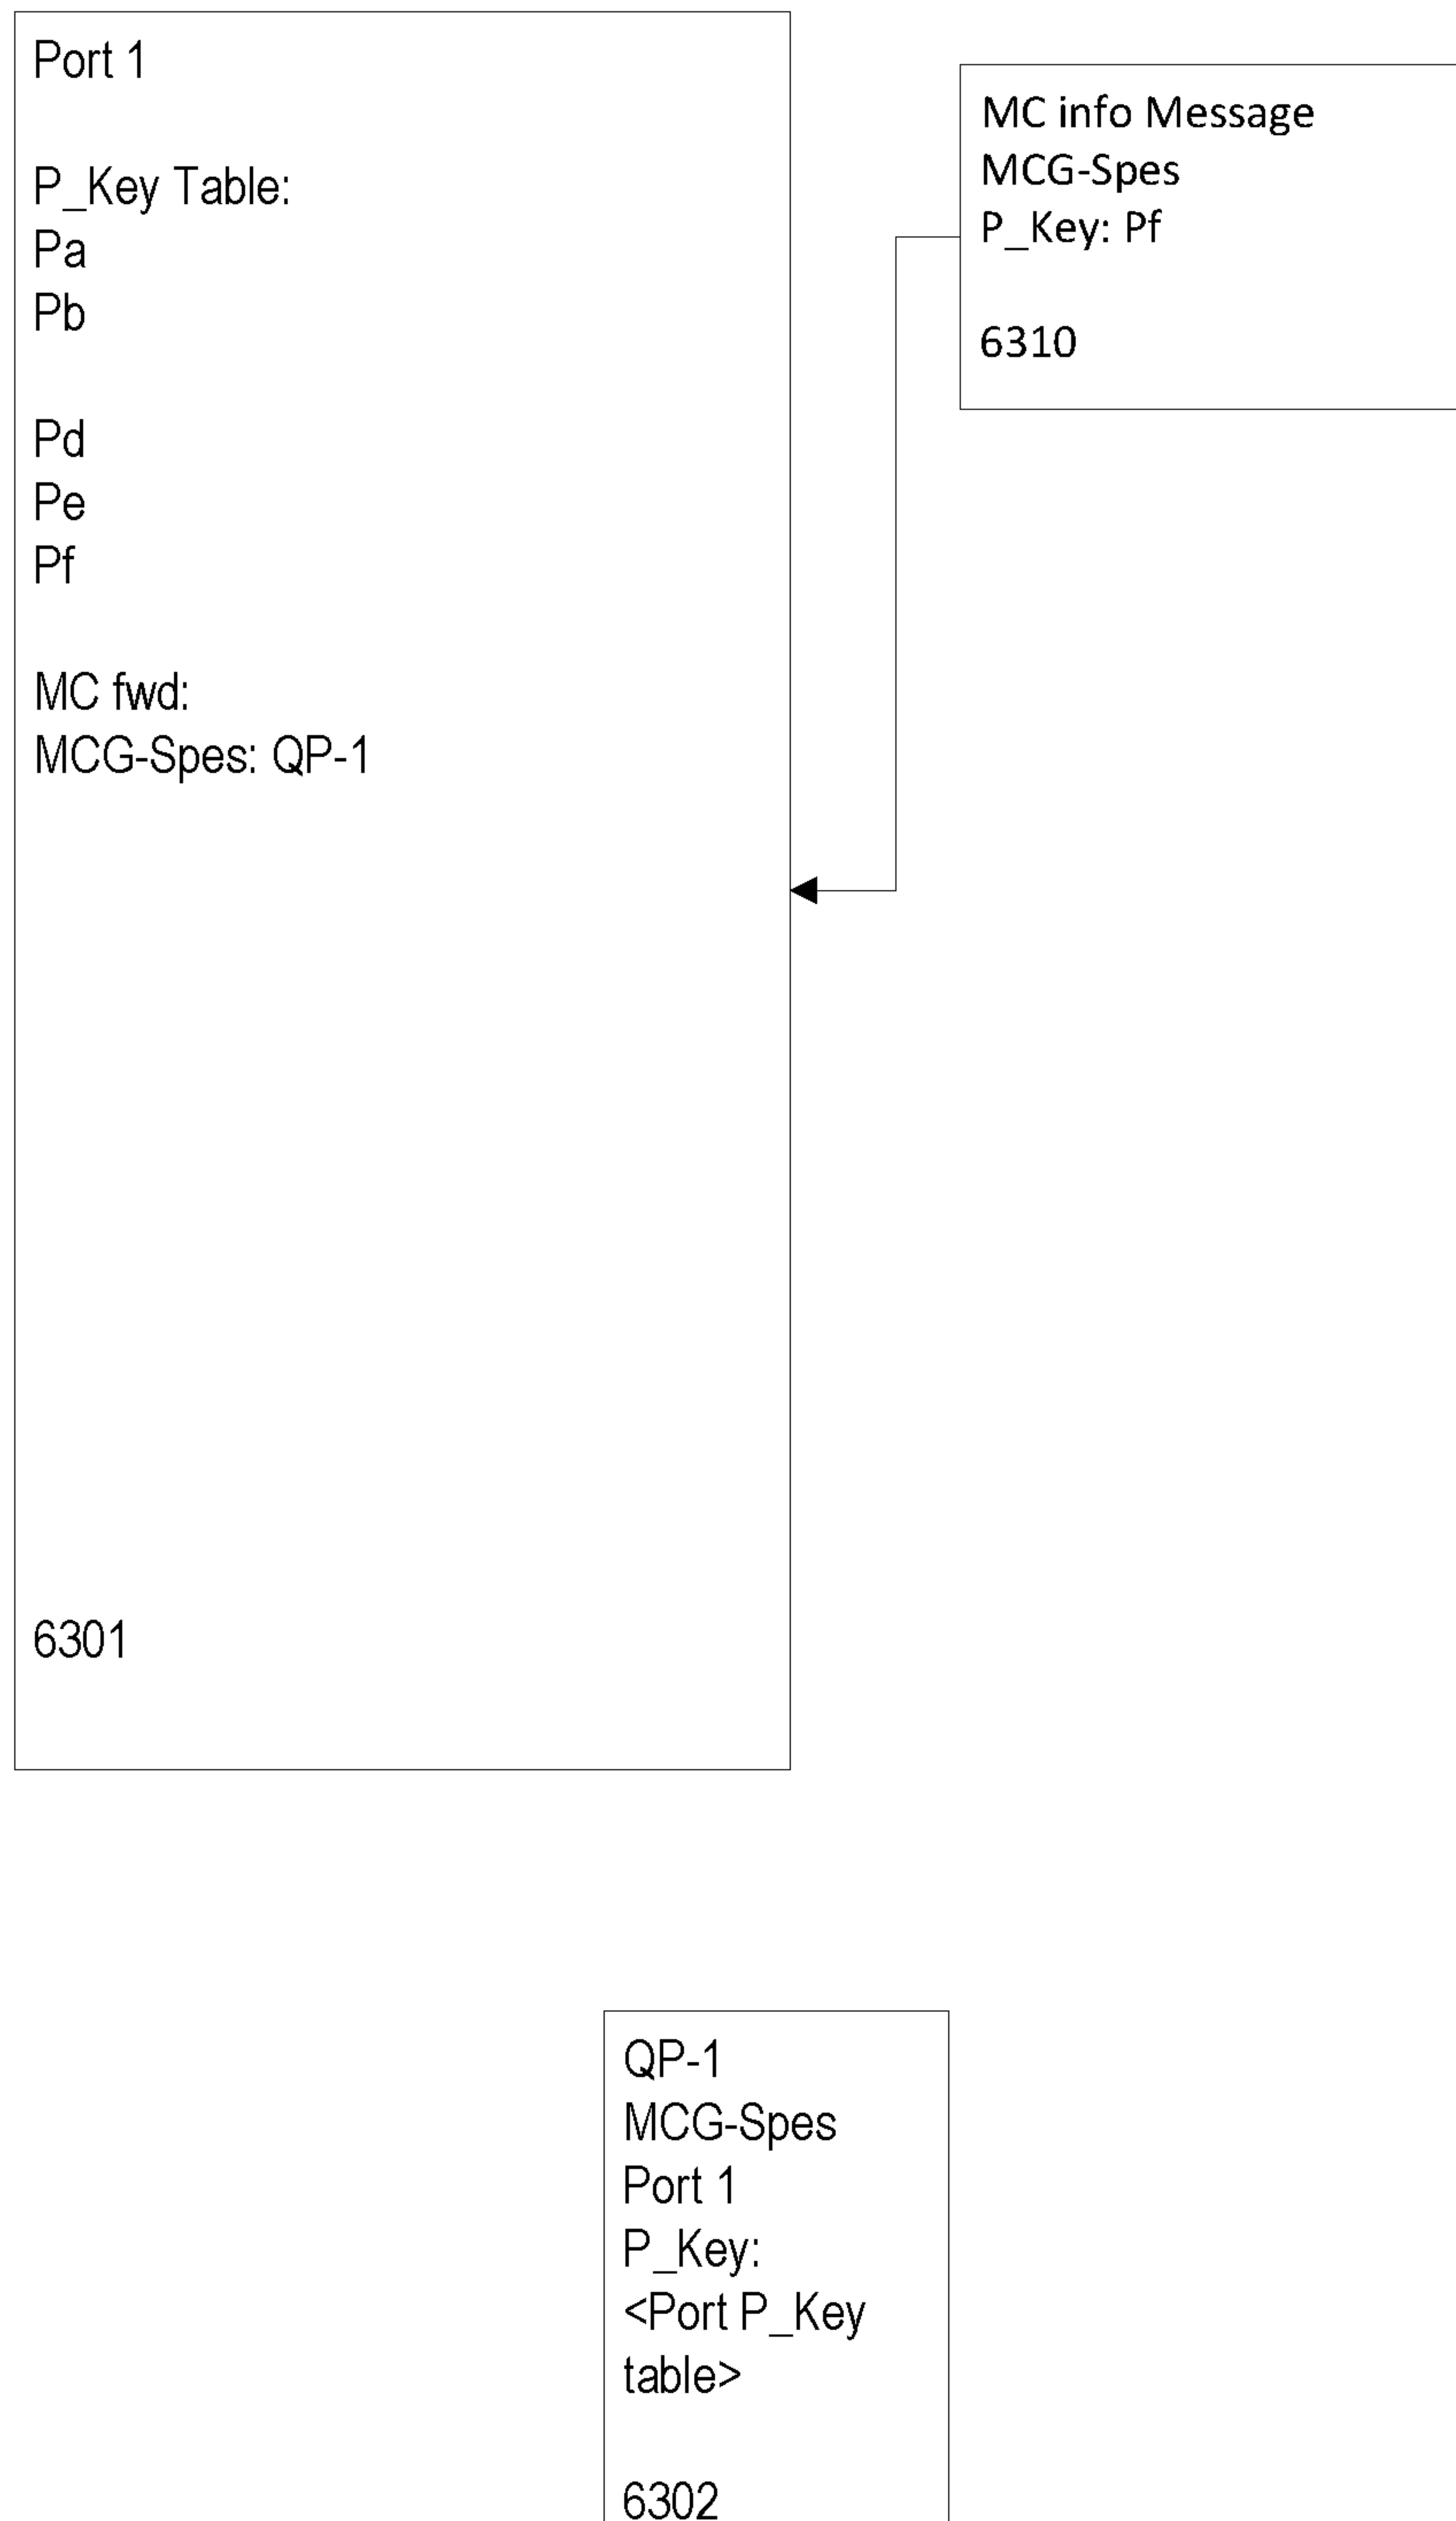 Port 1
P_Key Table:
Pa
Pb
Pd
Pe
Pf
MC fwd:
MCG-Spes: QP-1
6301
MC info Message
MCG-Spes
P_Key: Pf
6310
QP-1
MCG-Spes
Port 1
P_Key:
<Port P_Key
table>
6302